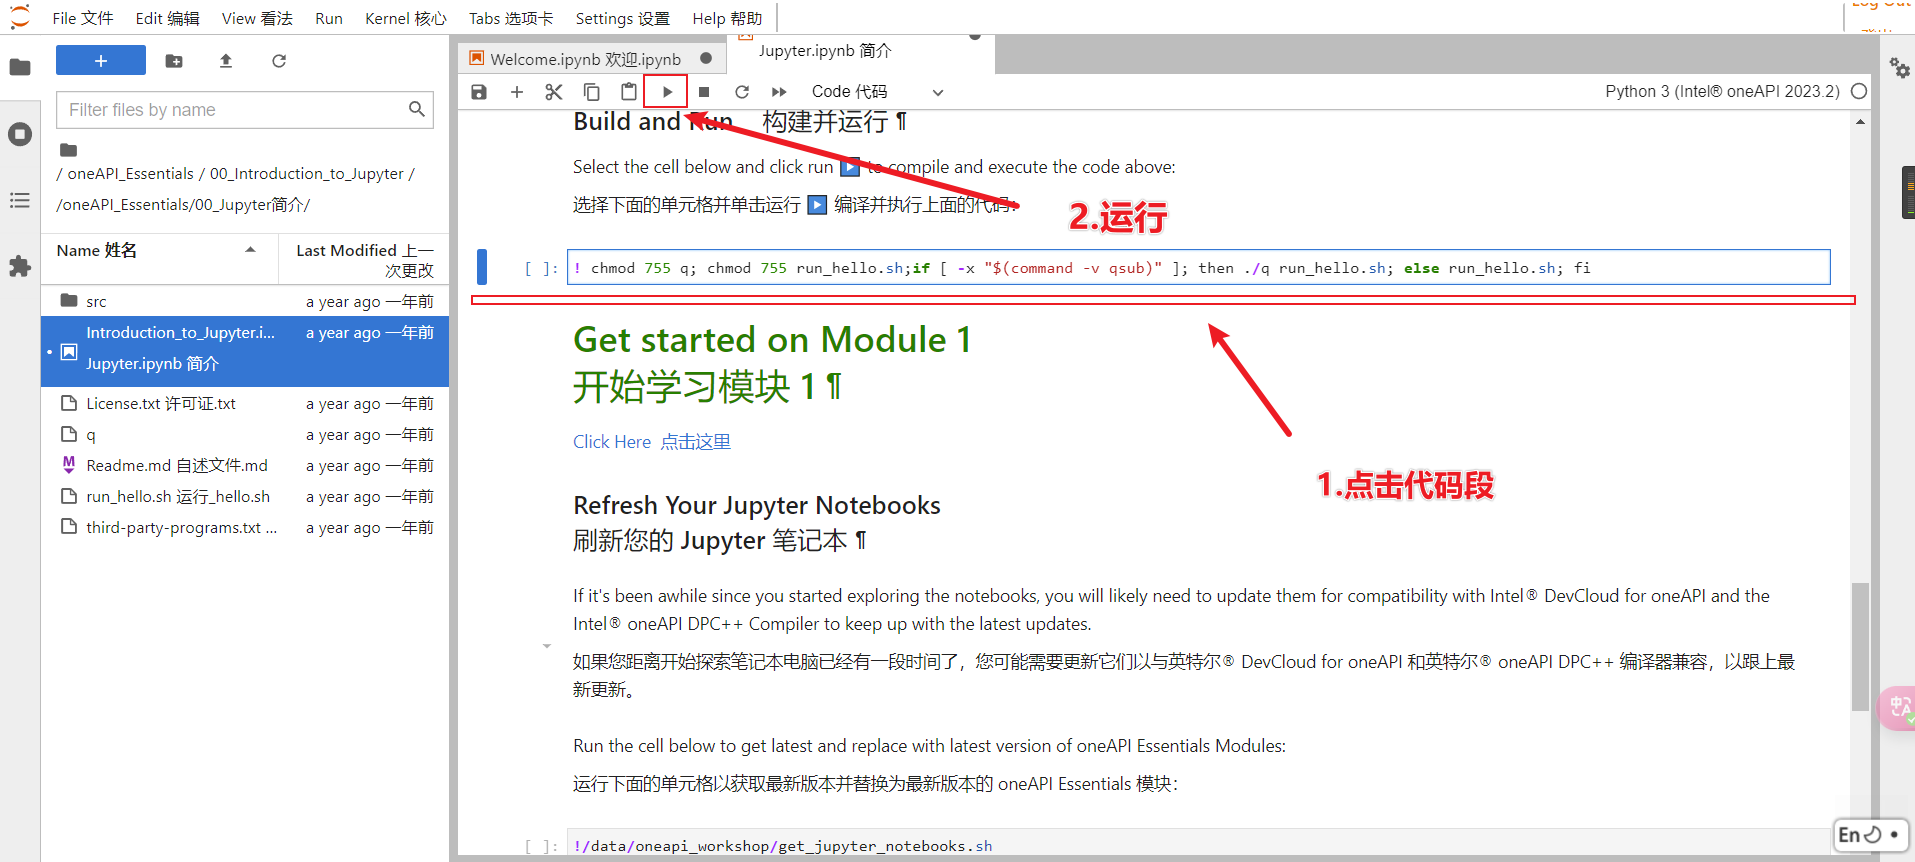 File 文件 Edit 编辑 View 看法 Run Kernel 核心 Tabs 选项卡 Settings 设置 Help 帮助
Log Out
+
Filter files by name
/ oneAPI_Essentials / 00_Introduction_to_Jupyter /
/oneAPI_Essentials/00_Jupyter简介/
Name 姓名
Last Modified 上一
次更改
src a year ago 一年前
Introduction_to_Jupyter.i... a year ago 一年前
Jupyter.ipynb 简介
License.txt 许可证.txt a year ago 一年前
q a year ago 一年前
Readme.md 自述文件.md a year ago 一年前
run_hello.sh 运行_hello.sh a year ago 一年前
third-party-programs.txt ... a year ago 一年前
Welcome.ipynb 欢迎.ipynb
Jupyter.ipynb 简介
Code 代码
Python 3 (Intel® oneAPI 2023.2)
Build and Run 构建并运行 ¶
Select the cell below and click run ▶ to compile and execute the code above:
选择下面的单元格并单击运行 ▶ 编译并执行上面的代码:
2.运行
[ ]: ! chmod 755 q; chmod 755 run_hello.sh;if [ -x "$(command -v qsub)" ]; then ./q run_hello.sh; else run_hello.sh; fi
Get started on Module 1
开始学习模块 1 ¶
Click Here 点击这里
1.点击代码段
Refresh Your Jupyter Notebooks
刷新您的 Jupyter 笔记本 ¶
If it's been awhile since you started exploring the notebooks, you will likely need to update them for compatibility with Intel® DevCloud for oneAPI and the
Intel® oneAPI DPC++ Compiler to keep up with the latest updates.
如果您距离开始探索笔记本电脑已经有一段时间了，您可能需要更新它们以与英特尔® DevCloud for oneAPI 和英特尔® oneAPI DPC++ 编译器兼容，以跟上最
新更新。
Run the cell below to get latest and replace with latest version of oneAPI Essentials Modules:
运行下面的单元格以获取最新版本并替换为最新版本的 oneAPI Essentials 模块:
[ ]: !/data/oneapi_workshop/get_jupyter_notebooks.sh
中A
En